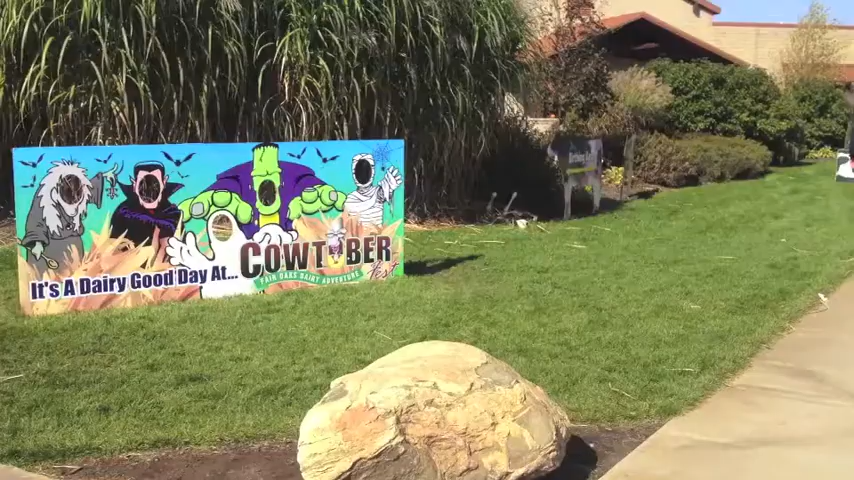 It's A Dairy Good Day At...
COWTOBER
fest
FAIR OAKS DAIRY ADVENTURE